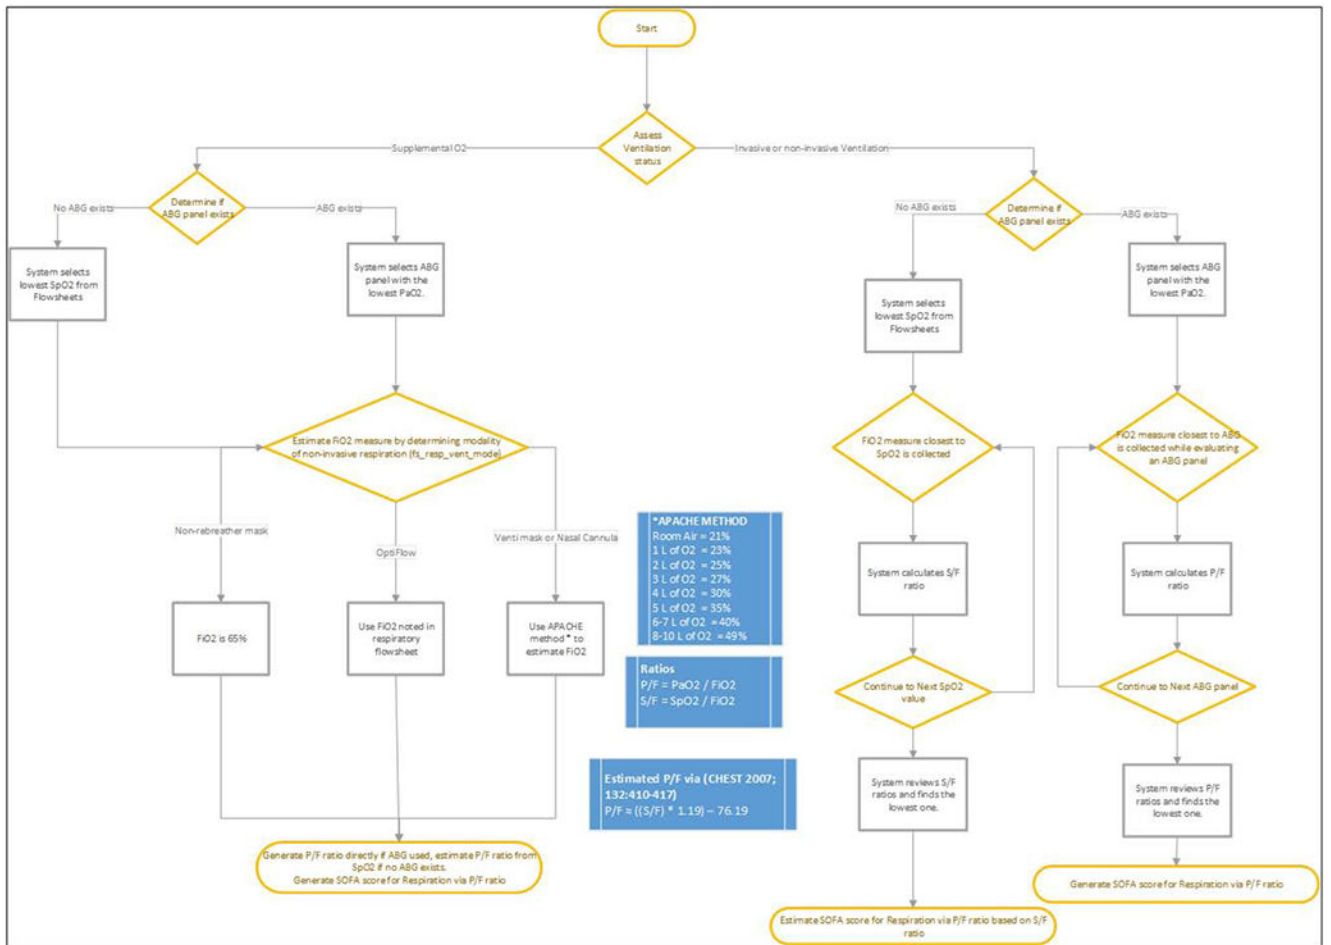 Start
Assess
Ventilation
status
Supplemental O2
Invasive or non-invasive Ventilation
Determine if
ABG panel exists
No ABG exists
ABG exists
System selects
lowest SpO2 from
Flowsheets
System selects ABG
panel with the
lowest PaO2.
Estimate FiO2 measure by determining modality
of non-invasive respiration (fs_resp_vent_mode)
Non-rebreather mask
OptiFlow
Venti mask or Nasal Cannula
FiO2 is 65%
Use FiO2 noted in
respiratory
flowsheet
Use APACHE
method * to
estimate FiO2
Generate P/F ratio directly if ABG used, estimate P/F ratio from
SpO2 if no ABG exists.
Generate SOFA score for Respiration via P/F ratio
*APACHE METHOD
Room Air = 21%
1 L of O2 = 23%
2 L of O2 = 25%
3 L of O2 = 27%
4 L of O2 = 30%
5 L of O2 = 35%
6-7 L of O2 = 40%
8-10 L of O2 = 49%
Ratios
P/F = PaO2 / FiO2
S/F = SpO2 / FiO2
Estimated P/F via (CHEST 2007;
132:410-417)
P/F = ((S/F) * 1.19) – 76.19
Determine if
ABG panel exists
No ABG exists
ABG exists
System selects
lowest SpO2 from
Flowsheets
FiO2 measure closest to
SpO2 is collected
System calculates S/F
ratio
Continue to Next SpO2
value
System reviews S/F
ratios and finds the
lowest one.
Estimate SOFA score for Respiration via P/F ratio based on S/F
ratio
System selects ABG
panel with the
lowest PaO2.
FiO2 measure closest to ABG
is collected while evaluating
an ABG panel
System calculates P/F
ratio
Continue to Next ABG panel
System reviews P/F
ratios and finds the
lowest one.
Generate SOFA score for Respiration via P/F ratio